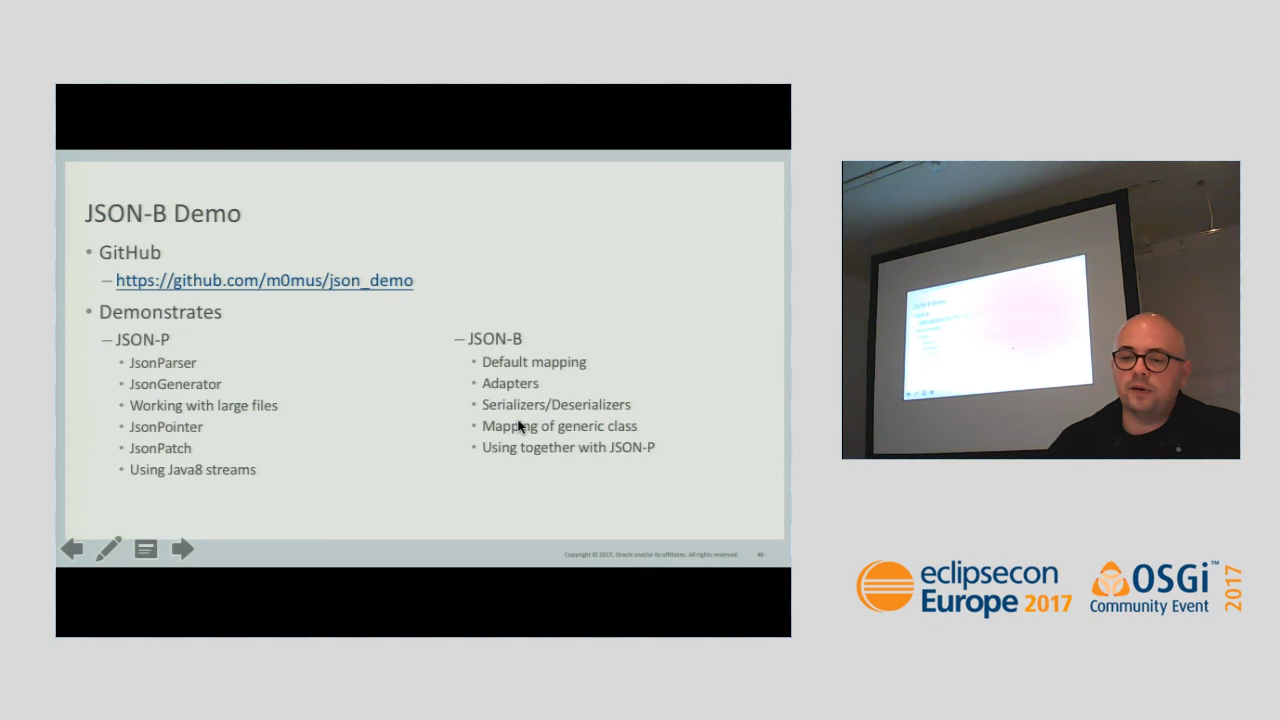 JSON-B Demo
• GitHub
– https://github.com/m0mus/json_demo
• Demonstrates
– JSON-P
• JsonParser
• JsonGenerator
• Working with large files
• JsonPointer
• JsonPatch
• Using Java8 streams
– JSON-B
• Default mapping
• Adapters
• Serializers/Deserializers
• Mapping of generic class
• Using together with JSON-P
Copyright © 2017, Oracle and/or its affiliates. All rights reserved. 46
eclipsecon
Europe 2017
OSGi™
Community Event
2017